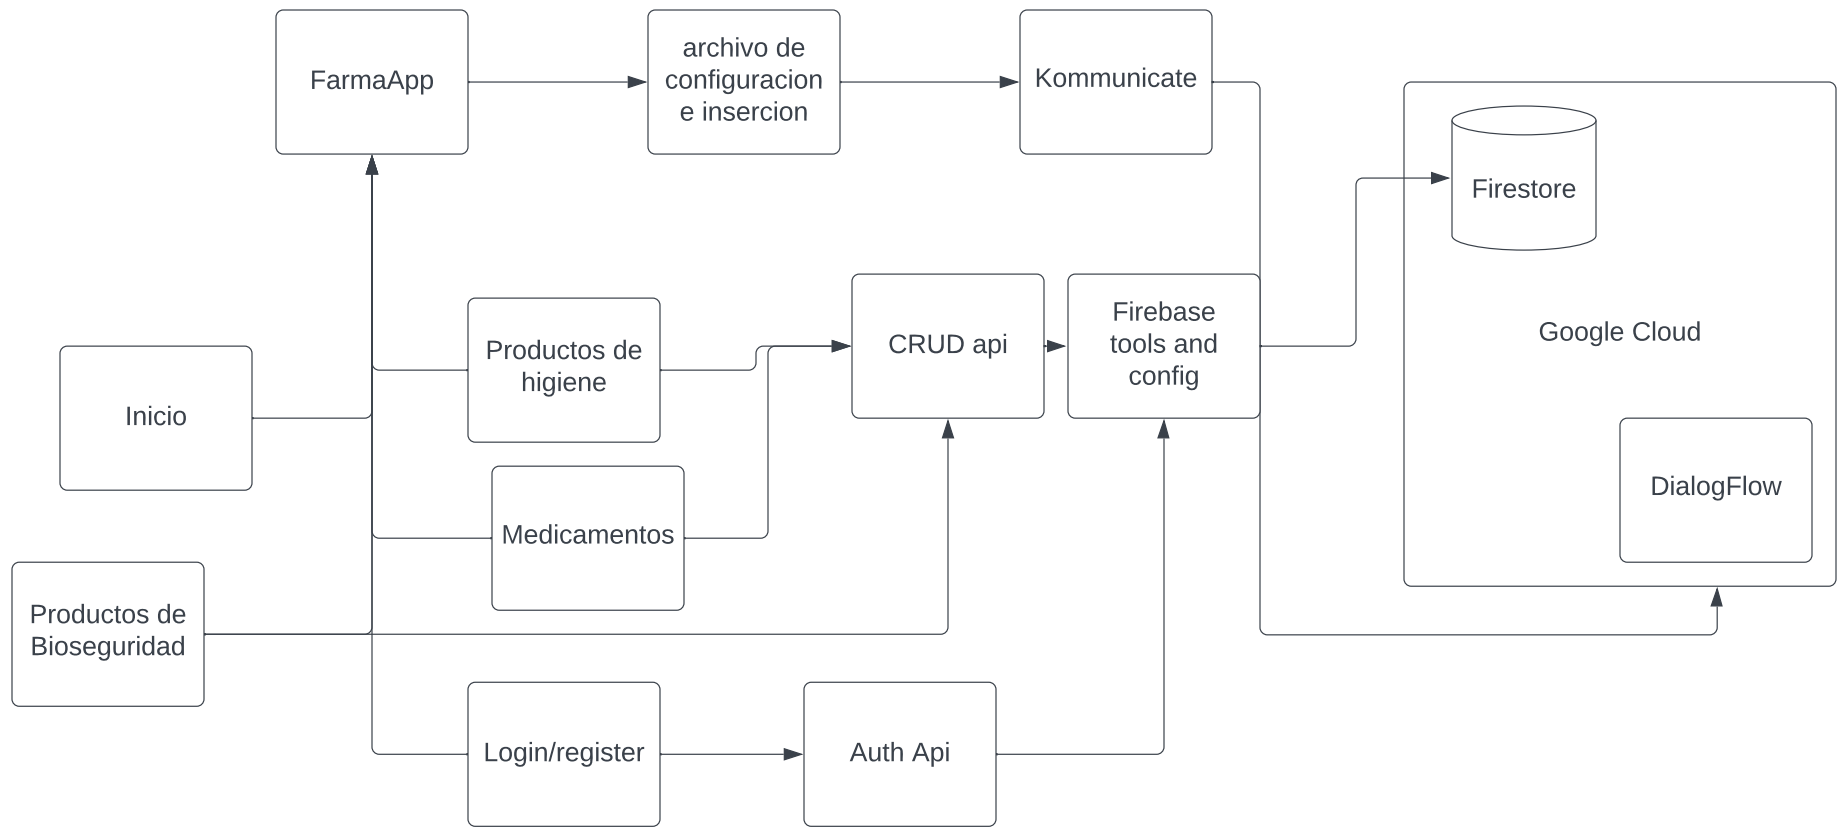 FarmaApp
archivo de
configuracion
e insercion
Kommunicate
Firestore
Google Cloud
DialogFlow
Productos de
higiene
CRUD api
Firebase
tools and
config
Inicio
Medicamentos
Productos de
Bioseguridad
Login/register
Auth Api